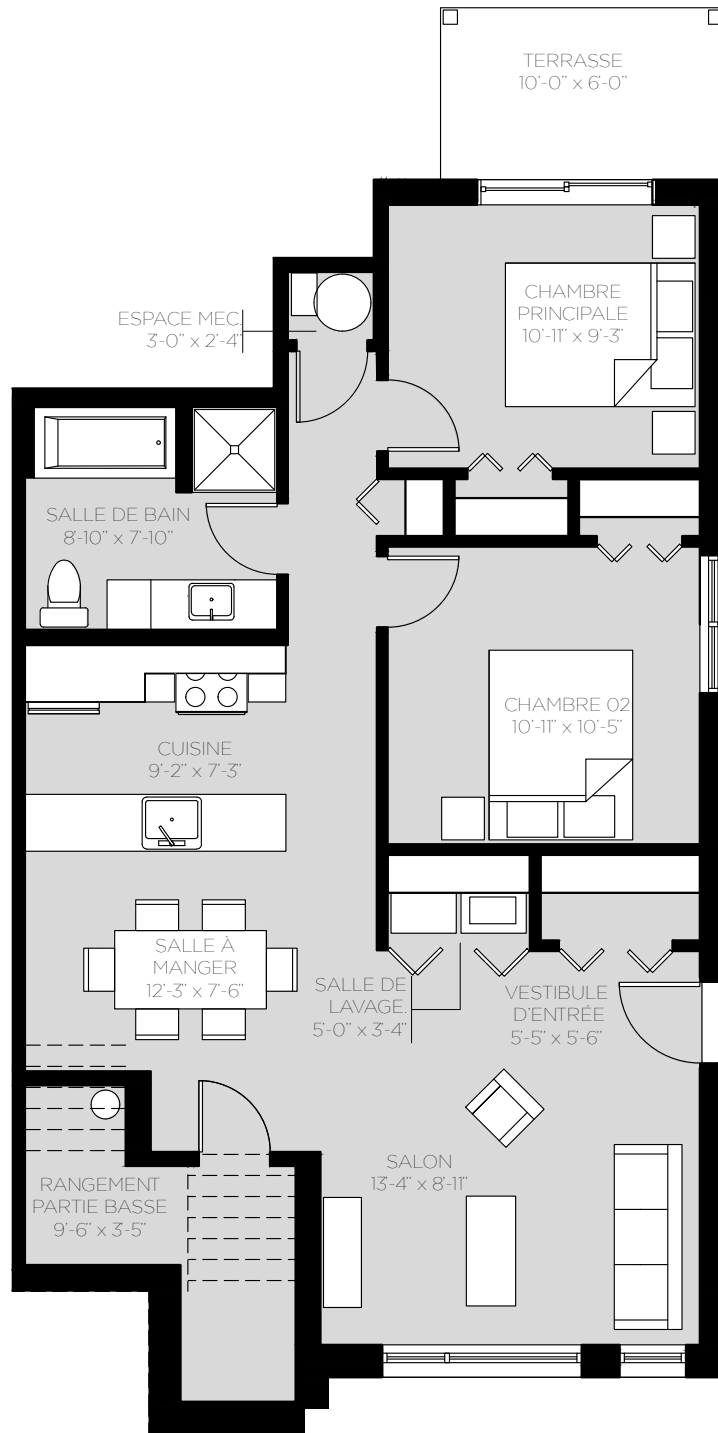 TERRASSE
10'-0" x 6'-0"
CHAMBRE
PRINCIPALE
10'-11" x 9'-3"
ESPACE MEC.
3'-0" x 2'-4"
SALLE DE BAIN
8'-10" x 7'-10"
CHAMBRE 02
10'-11" x 10'-5"
CUISINE
9'-2" x 7'-3"
SALLE À
MANGER
12'-3" x 7'-6"
SALLE DE
LAVAGE.
5'-0" x 3'-4"
VESTIBULE
D'ENTRÉE
5'-5" x 5'-6"
SALON
13'-4" x 8'-11"
RANGEMENT
PARTIE BASSE
9'-6" x 3'-5"